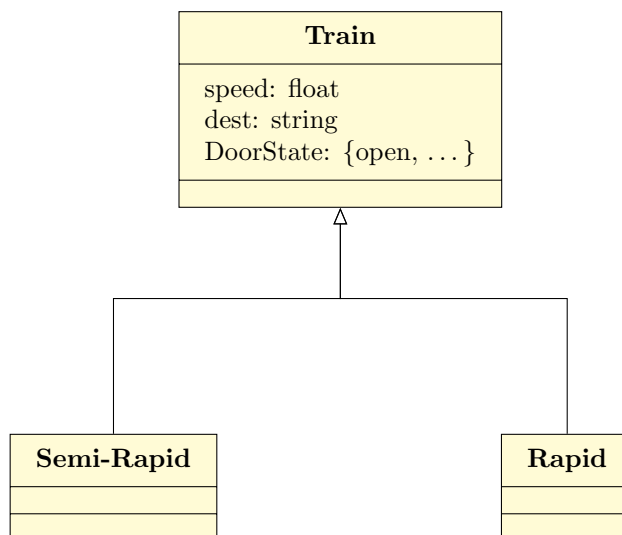 Train
speed: float
dest: string
DoorState: {open, ...}
Semi-Rapid
Rapid